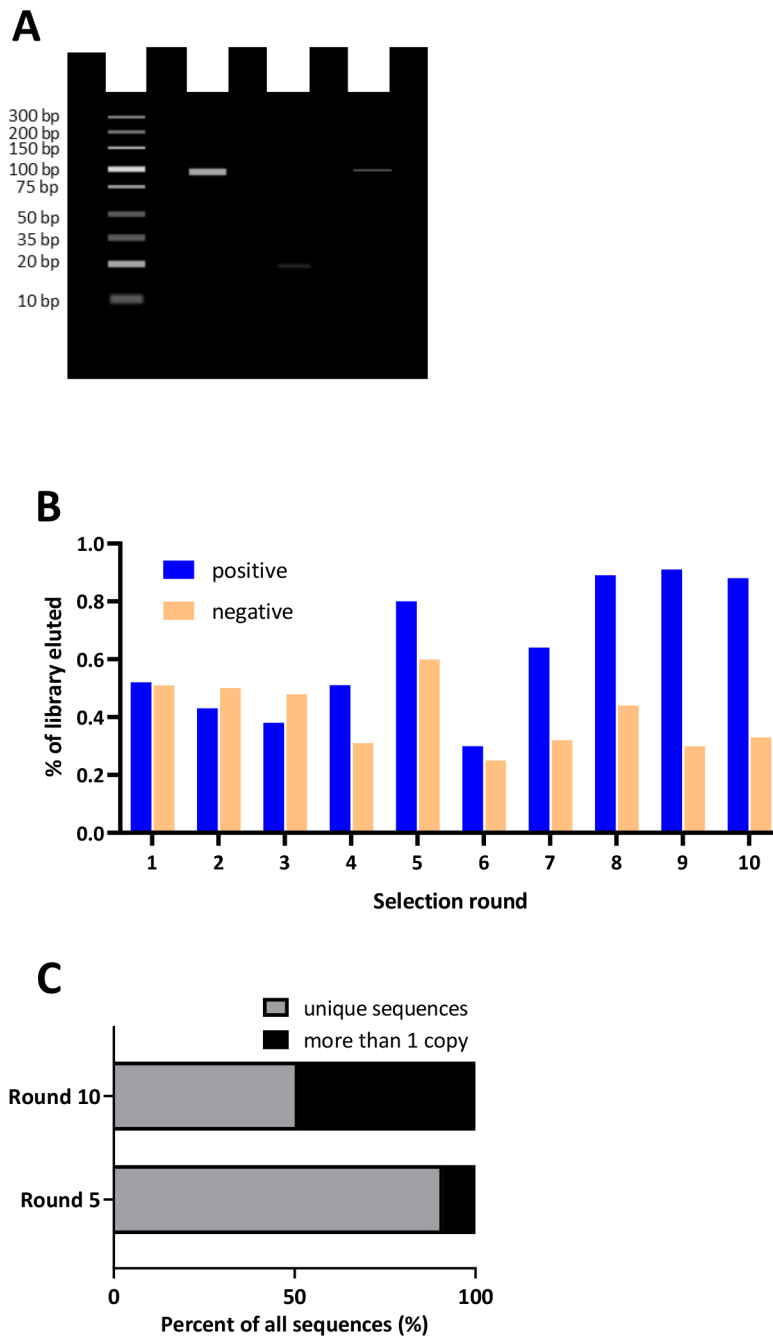 A
300 bp
200 bp
150 bp
100 bp
75 bp
50 bp
35 bp
20 bp
10 bp
B
% of library eluted
1.0
0.8
0.6
0.4
0.2
0.0
positive
negative
1 2 3 4 5 6 7 8 9 10
Selection round
C
unique sequences
more than 1 copy
Round 10
Round 5
0 50 100
Percent of all sequences (%)